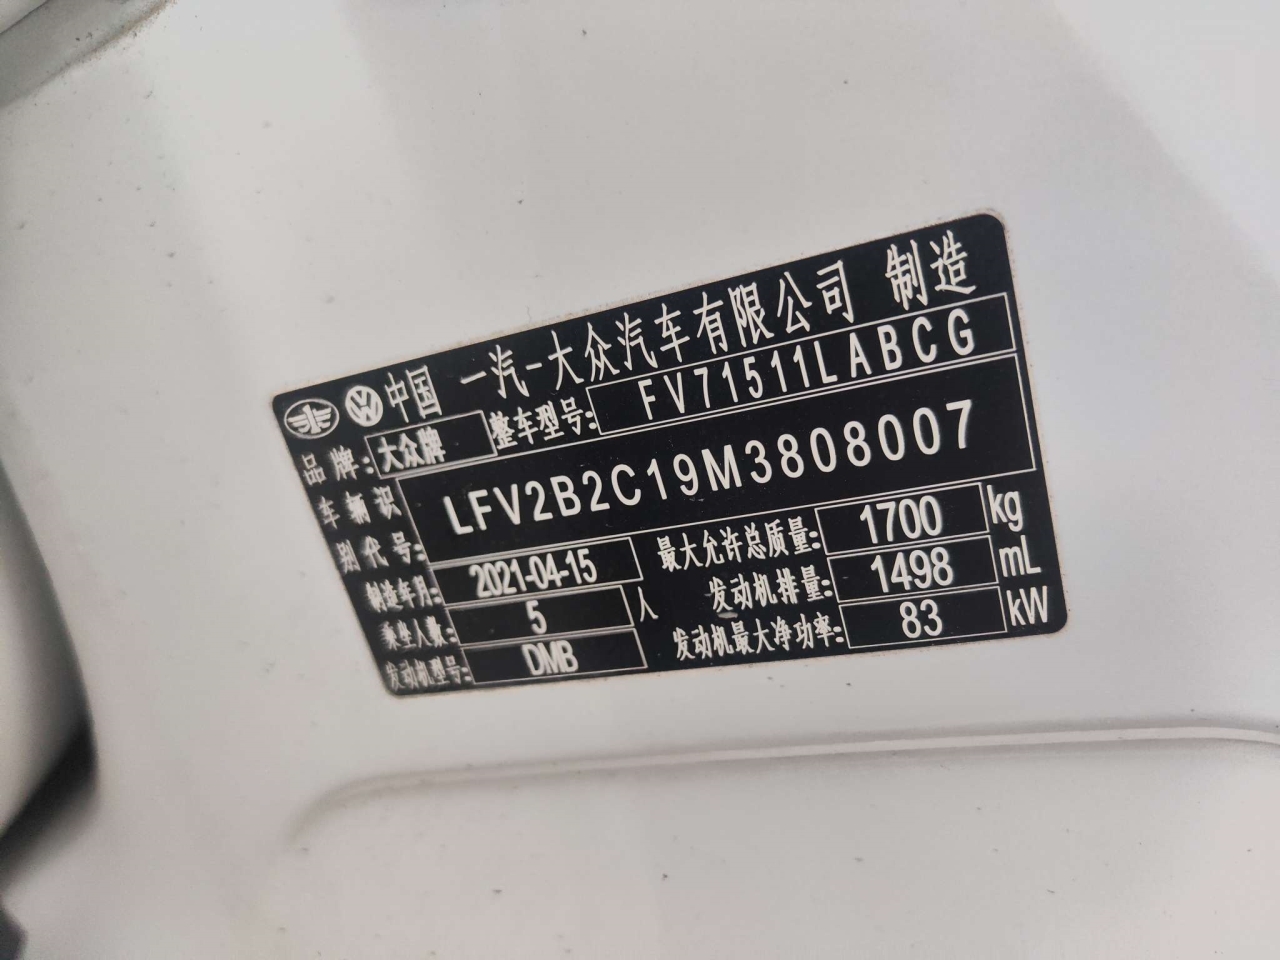 中国 一汽-大众汽车有限公司 制造
品牌: 大众牌 整车型号: FV71511LABCG
车辆识别代号: LFV2B2C19M3808007
制造年月: 2021-04-15 最大允许总质量: 1700 kg
乘坐人数: 5 人 发动机排量: 1498 mL
发动机型号: DMB 发动机最大净功率: 83 kW